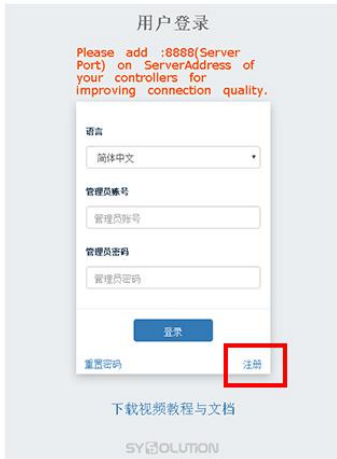 用户登录
Please add :8888(Server
Port) on ServerAddress of
your controllers for
improving connection quality.
语言
简体中文
管理员账号
管理员账号
管理员密码
管理员密码
登录
重置密码
注册
下载视频教程与文档
SYSOLUTION